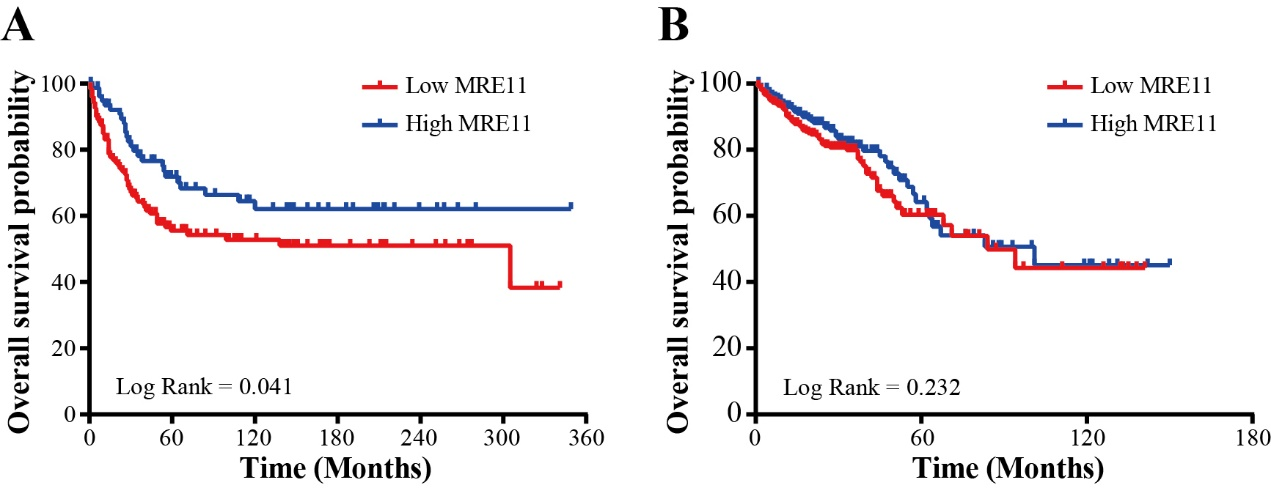 A
Overall survival probability
100
80
60
40
20
0
Low MRE11
High MRE11
Log Rank = 0.041
0 60 120 180 240 300 360
Time (Months)
B
Overall survival probability
100
80
60
40
20
0
Low MRE11
High MRE11
Log Rank = 0.232
0 60 120 180
Time (Months)